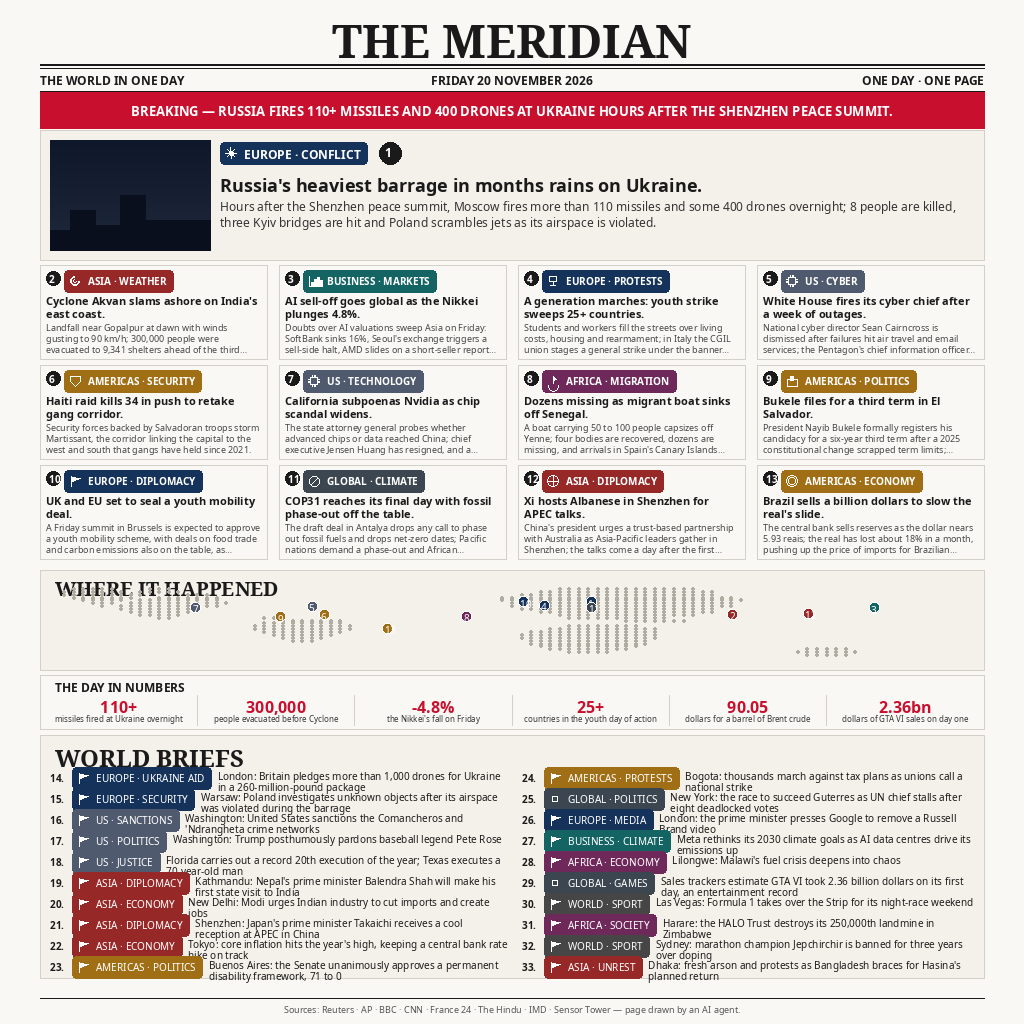 THE MERIDIAN
THE WORLD IN ONE DAY
FRIDAY 20 NOVEMBER 2026
ONE DAY · ONE PAGE
BREAKING — RUSSIA FIRES 110+ MISSILES AND 400 DRONES AT UKRAINE HOURS AFTER THE SHENZHEN PEACE SUMMIT.
EUROPE · CONFLICT 1
Russia's heaviest barrage in months rains on Ukraine.
Hours after the Shenzhen peace summit, Moscow fires more than 110 missiles and some 400 drones overnight; 8 people are killed,
three Kyiv bridges are hit and Poland scrambles jets as its airspace is violated.
2 ASIA · WEATHER
Cyclone Akvan slams ashore on India's
east coast.
Landfall near Gopalpur at dawn with winds
gusting to 90 km/h; 300,000 people were
evacuated to 9,341 shelters ahead of the third…
3 BUSINESS · MARKETS
AI sell-off goes global as the Nikkei
plunges 4.8%.
Doubts over AI valuations sweep Asia on Friday:
SoftBank sinks 16%, Seoul's exchange triggers a
sell-side halt, AMD slides on a short-seller report…
4 EUROPE · PROTESTS
A generation marches: youth strike
sweeps 25+ countries.
Students and workers fill the streets over living
costs, housing and rearmament; in Italy the CGIL
union stages a general strike under the banner…
5 US · CYBER
White House fires its cyber chief after
a week of outages.
National cyber director Sean Cairncross is
dismissed after failures hit air travel and email
services; the Pentagon's chief information officer…
6 AMERICAS · SECURITY
Haiti raid kills 34 in push to retake
gang corridor.
Security forces backed by Salvadoran troops storm
Martissant, the corridor linking the capital to the
west and south that gangs have held since 2021.
7 US · TECHNOLOGY
California subpoenas Nvidia as chip
scandal widens.
The state attorney general probes whether
advanced chips or data reached China; chief
executive Jensen Huang has resigned, and a…
8 AFRICA · MIGRATION
Dozens missing as migrant boat sinks
off Senegal.
A boat carrying 50 to 100 people capsizes off
Yenne; four bodies are recovered, dozens are
missing, and arrivals in Spain's Canary Islands…
9 AMERICAS · POLITICS
Bukele files for a third term in El
Salvador.
President Nayib Bukele formally registers his
candidacy for a six-year third term after a 2025
constitutional change scrapped term limits;…
10 EUROPE · DIPLOMACY
UK and EU set to seal a youth mobility
deal.
A Friday summit in Brussels is expected to approve
a youth mobility scheme, with deals on food trade
and carbon emissions also on the table, as…
11 GLOBAL · CLIMATE
COP31 reaches its final day with fossil
phase-out off the table.
The draft deal in Antalya drops any call to phase
out fossil fuels and drops net-zero dates; Pacific
nations demand a phase-out and African…
12 ASIA · DIPLOMACY
Xi hosts Albanese in Shenzhen for
APEC talks.
China's president urges a trust-based partnership
with Australia as Asia-Pacific leaders gather in
Shenzhen; the talks come a day after the first…
13 AMERICAS · ECONOMY
Brazil sells a billion dollars to slow the
real's slide.
The central bank sells reserves as the dollar nears
5.93 reais; the real has lost about 18% in a month,
pushing up the price of imports for Brazilian…
WHERE IT HAPPENED
7 5 6 8 4 2 3
THE DAY IN NUMBERS
110+
missiles fired at Ukraine overnight
300,000
people evacuated before Cyclone
-4.8%
the Nikkei's fall on Friday
25+
countries in the youth day of action
90.05
dollars for a barrel of Brent crude
2.36bn
dollars of GTA VI sales on day one
WORLD BRIEFS
14. EUROPE · UKRAINE AID London: Britain pledges more than 1,000 drones for Ukraine
in a 260-million-pound package
15. EUROPE · SECURITY Warsaw: Poland investigates unknown objects after its airspace
was violated during the barrage
16. US · SANCTIONS Washington: United States sanctions the Comancheros and
'Ndrangheta crime networks
17. US · POLITICS Washington: Trump posthumously pardons baseball legend Pete Rose
18. US · JUSTICE Florida carries out a record 20th execution of the year; Texas executes a
70-year-old man
19. ASIA · DIPLOMACY Kathmandu: Nepal's prime minister Balendra Shah will make his
first state visit to India
20. ASIA · ECONOMY New Delhi: Modi urges Indian industry to cut imports and create
jobs
21. ASIA · DIPLOMACY Shenzhen: Japan's prime minister Takaichi receives a cool
reception at APEC in China
22. ASIA · ECONOMY Tokyo: core inflation hits the year's high, keeping a central bank rate
hike on track
23. AMERICAS · POLITICS Buenos Aires: the Senate unanimously approves a permanent
disability framework, 71 to 0
24. AMERICAS · PROTESTS Bogota: thousands march against tax plans as unions call a
national strike
25. GLOBAL · POLITICS New York: the race to succeed Guterres as UN chief stalls after
eight deadlocked votes
26. EUROPE · MEDIA London: the prime minister presses Google to remove a Russell
Brand video
27. BUSINESS · CLIMATE Meta rethinks its 2030 climate goals as AI data centres drive its
emissions up
28. AFRICA · ECONOMY Lilongwe: Malawi's fuel crisis deepens into chaos
29. GLOBAL · GAMES Sales trackers estimate GTA VI took 2.36 billion dollars on its first
day, an entertainment record
30. WORLD · SPORT Las Vegas: Formula 1 takes over the Strip for its night-race weekend
31. AFRICA · SOCIETY Harare: the HALO Trust destroys its 250,000th landmine in
Zimbabwe
32. WORLD · SPORT Sydney: marathon champion Jepchirchir is banned for three years
over doping
33. ASIA · UNREST Dhaka: fresh arson and protests as Bangladesh braces for Hasina's
planned return
Sources: Reuters · AP · BBC · CNN · France 24 · The Hindu · IMD · Sensor Tower — page drawn by an AI agent.